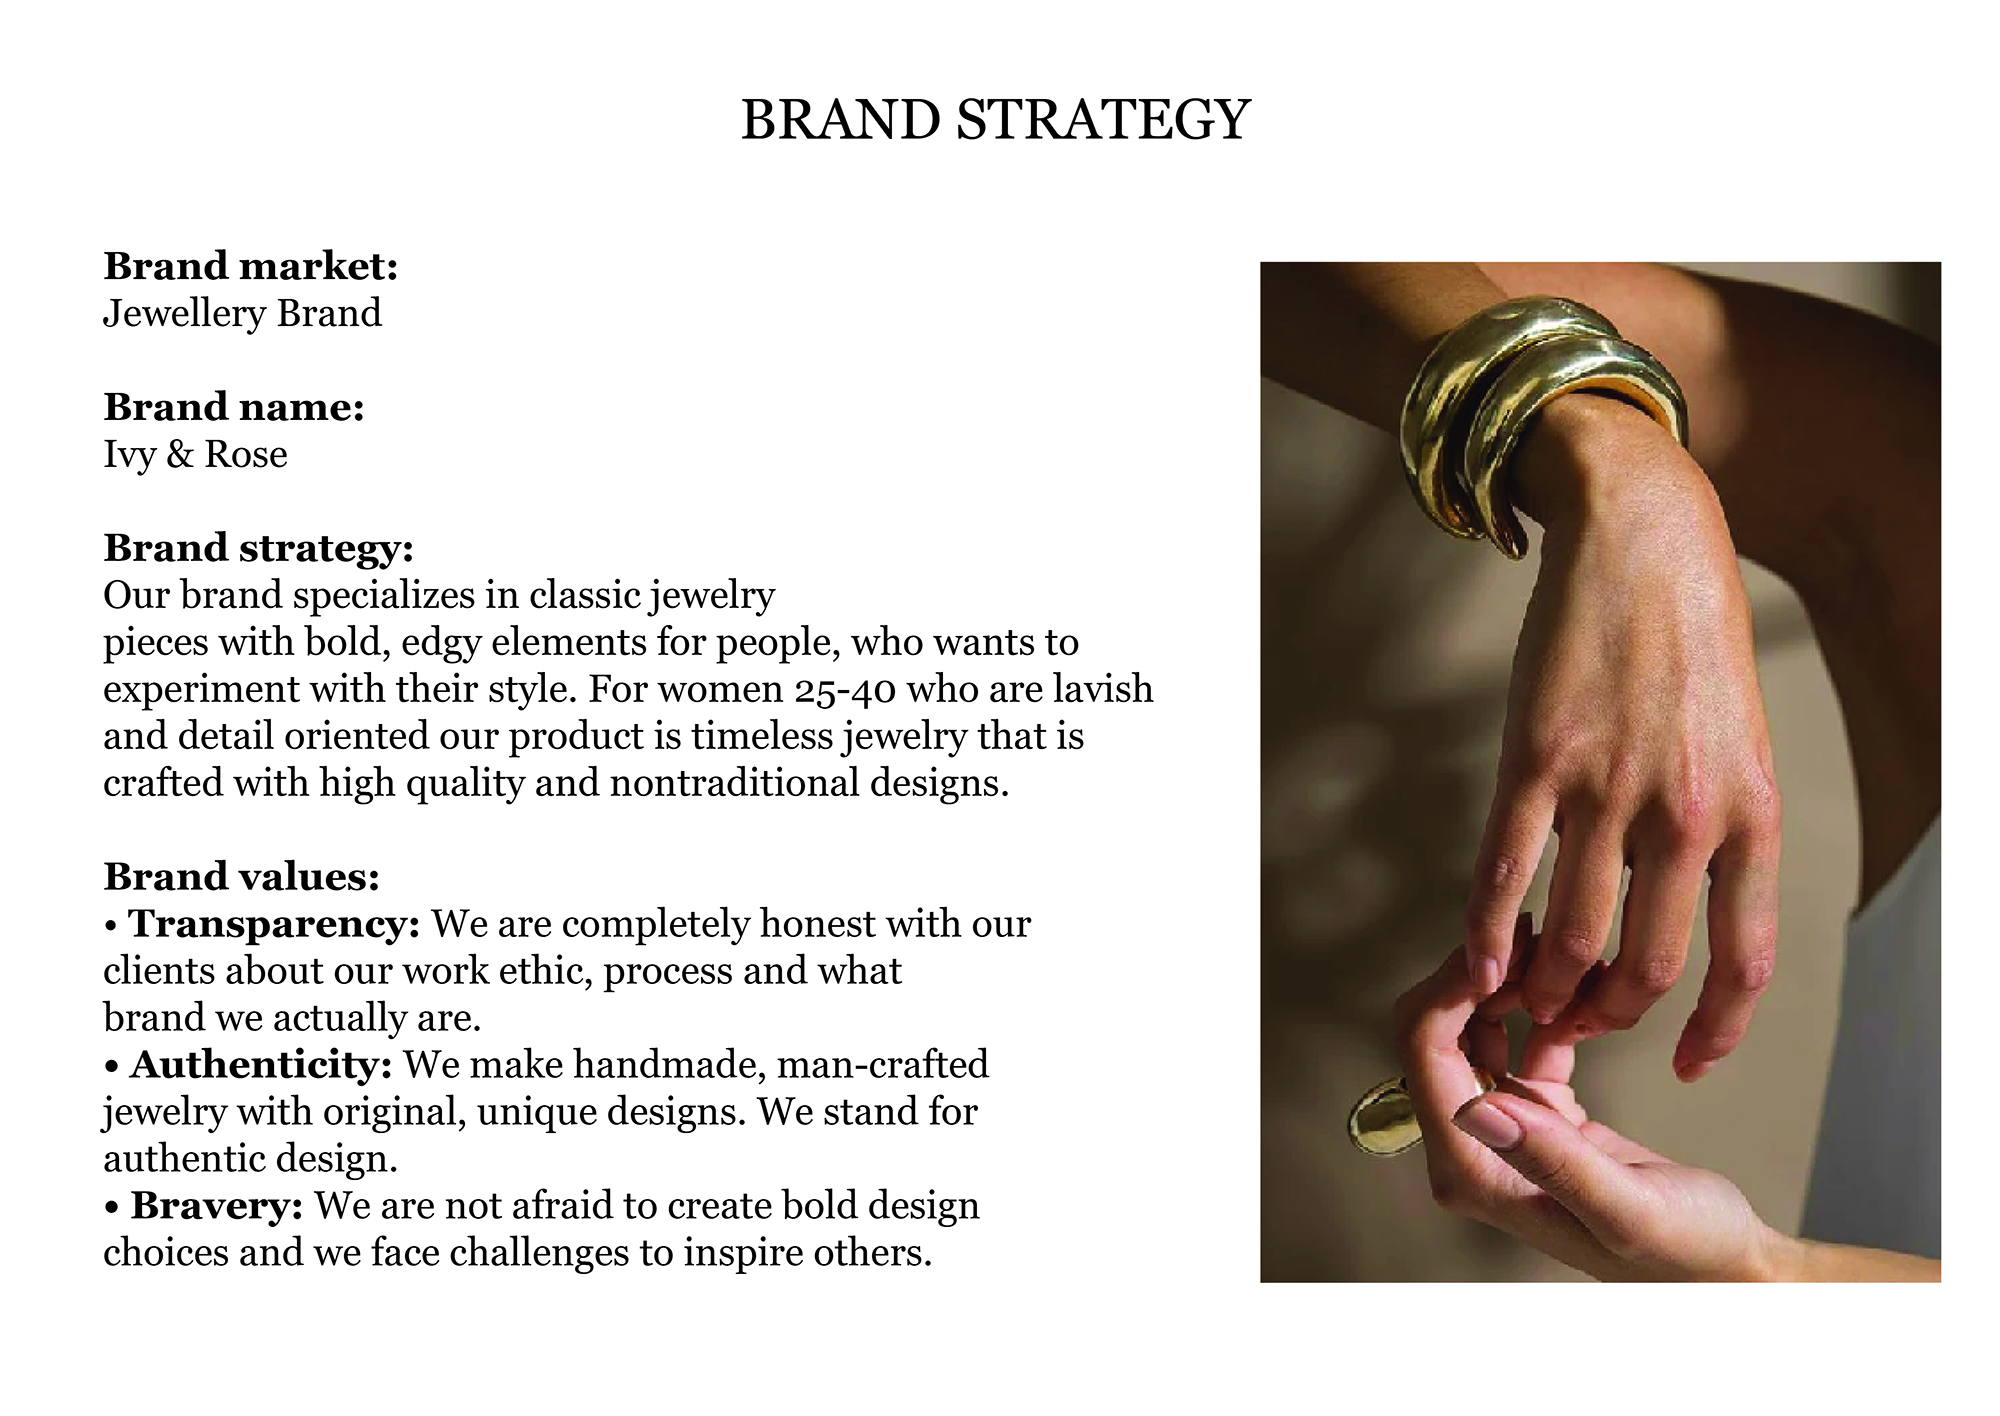 BRAND STRATEGY
Brand market:
Jewellery Brand
Brand name:
Ivy & Rose
Brand strategy:
Our brand specializes in classic jewelry
pieces with bold, edgy elements for people, who wants to
experiment with their style. For women 25-40 who are lavish
and detail oriented our product is timeless jewelry that is
crafted with high quality and nontraditional designs.
Brand values:
• Transparency: We are completely honest with our
clients about our work ethic, process and what
brand we actually are.
• Authenticity: We make handmade, man-crafted
jewelry with original, unique designs. We stand for
authentic design.
• Bravery: We are not afraid to create bold design
choices and we face challenges to inspire others.